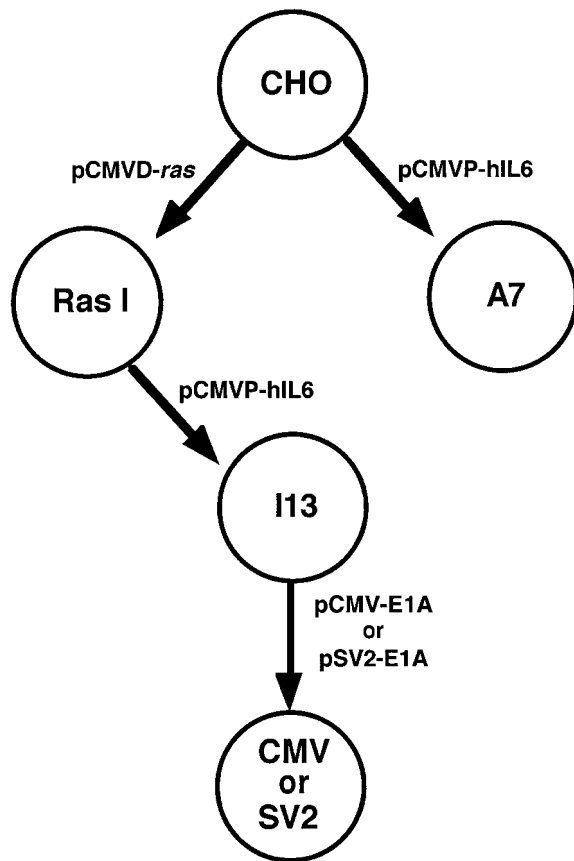 CHO
pCMVD-ras
pCMVP-hIL6
Ras I
A7
pCMVP-hIL6
I13
pCMV-E1A
or
pSV2-E1A
CMV
or
SV2